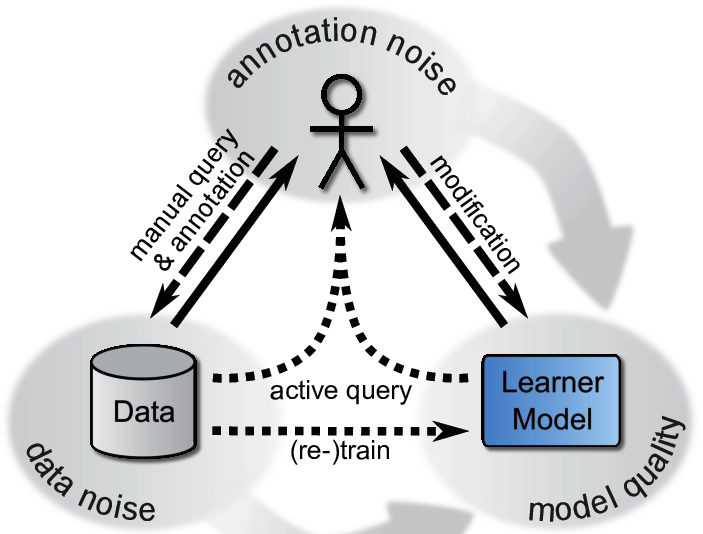 annotation noise
manual query
& annotation
modification
active query
Data
Learner
Model
(re-)train
data noise
model quality